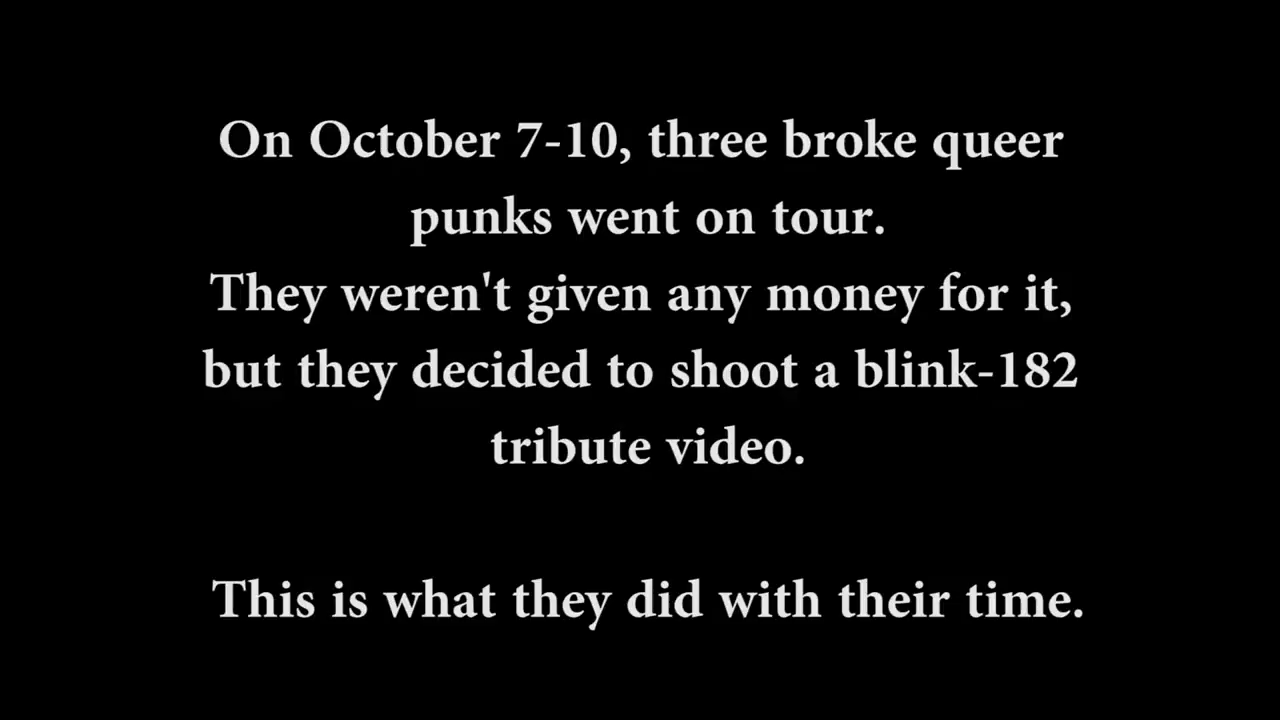 On October 7-10, three broke queer
punks went on tour.
They weren't given any money for it,
but they decided to shoot a blink-182
tribute video.
This is what they did with their time.